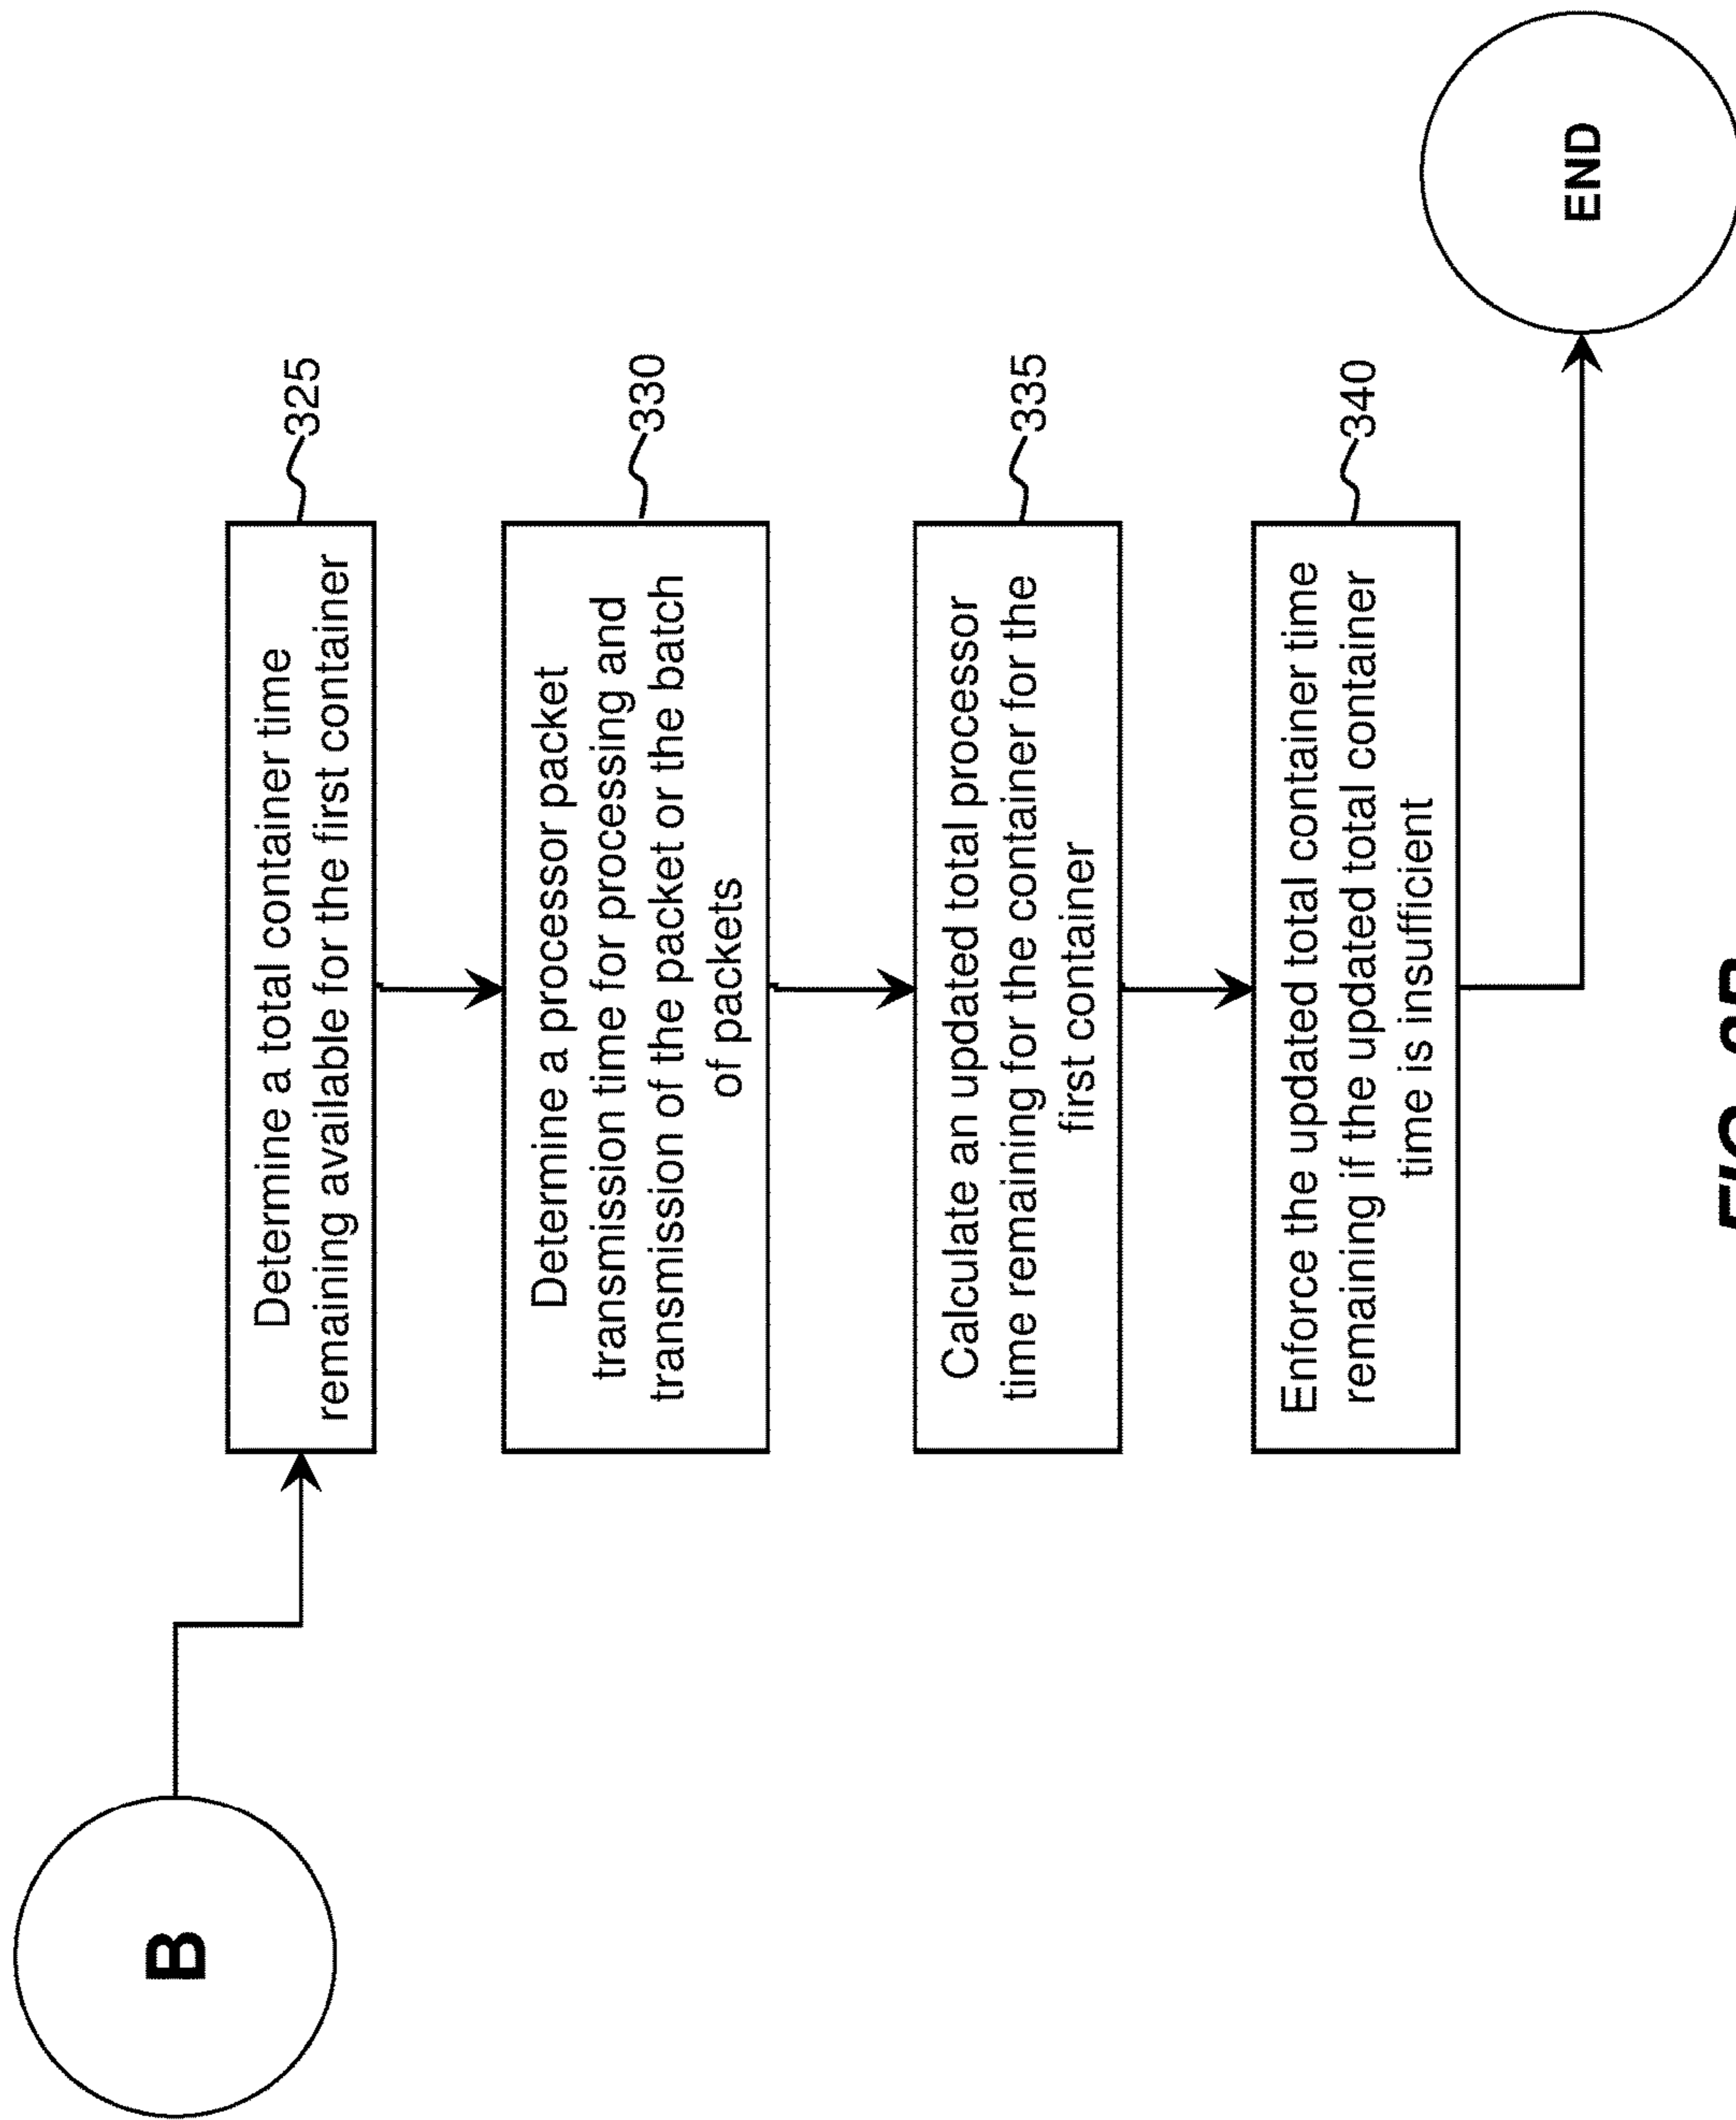 B
Determine a total container time
remaining available for the first container
325
Determine a processor packet
transmission time for processing and
transmission of the packet or the batch
of packets
330
Calculate an updated total processor
time remaining for the container for the
first container
335
Enforce the updated total container time
remaining if the updated total container
time is insufficient
340
END